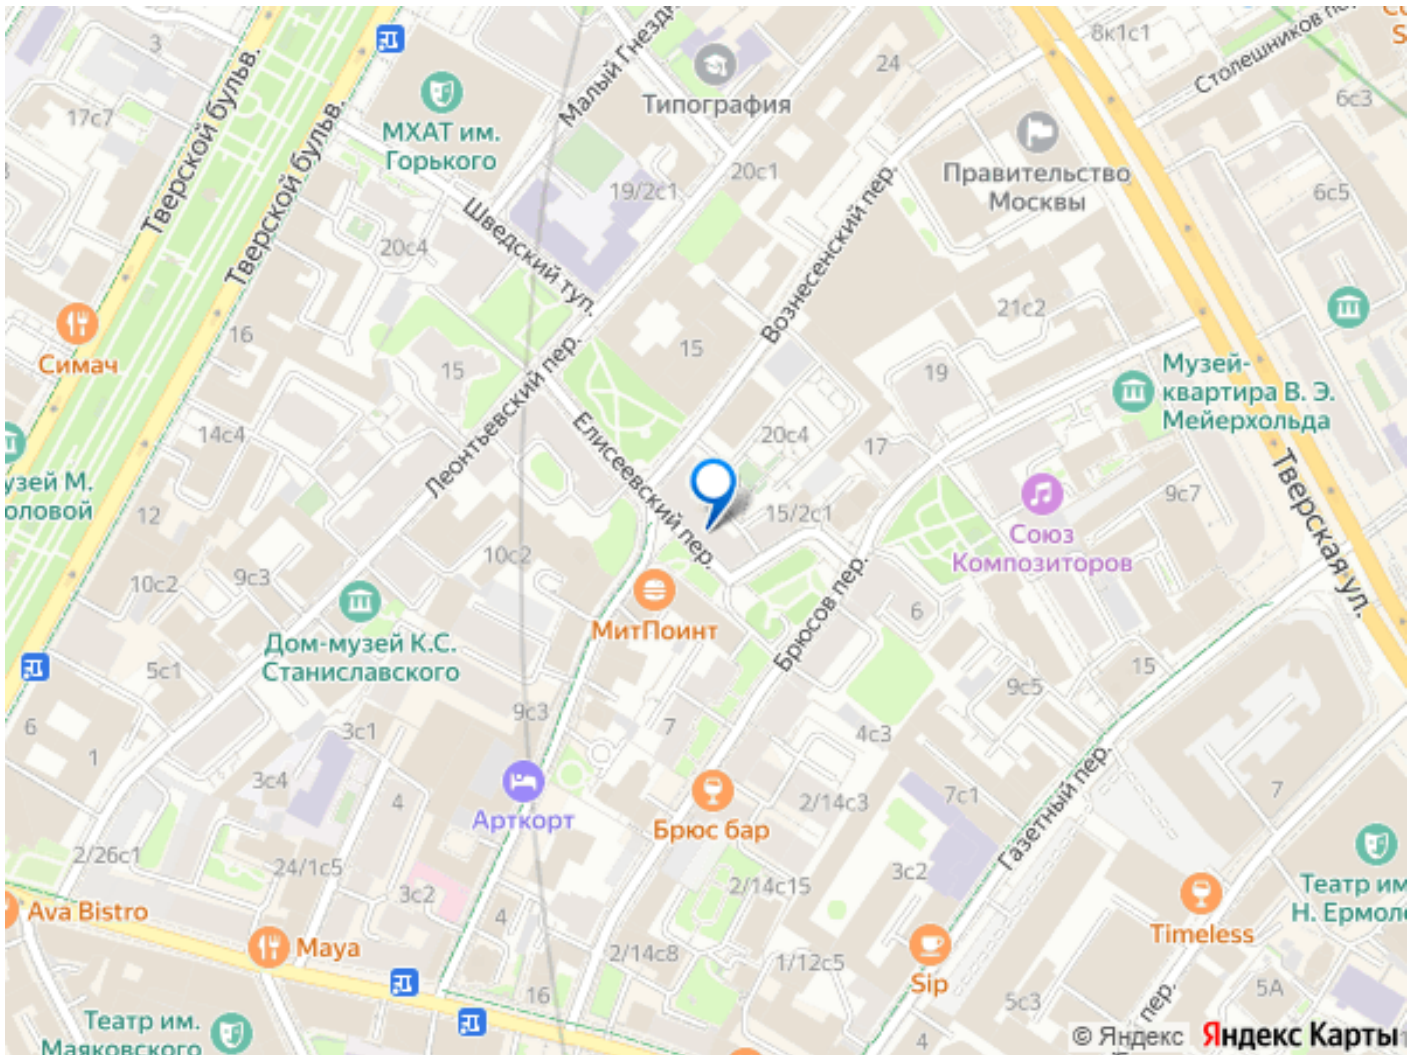 3
17с7
Тверской бульв.
Тверской бульв.
МХАТ им.
Горького
Малый Гнезд
Типография
24
8к1с1
Столешников п
6с3
6с5
Правительство
Москвы
20с1
19/2с1
Вознесенский пер.
Шведский туп.
20с4
21с2
16
Симач
15
15
19
Музей-
квартира В. Э.
Мейерхольда
Леонтьевский пер.
Елисеевский пер.
14с4
20с4
17
узей М.
оловой
12
15/2с1
9с7
Союз
Композиторов
Тверская ул.
10с2
9с3
10с2
МитПоинт
Брюсов пер.
6
Дом-музей К.С.
Станиславского
5с1
15
9с5
6
1
3с1
9с3
7
4с3
3с4
4
Арткорт
Брюс бар
2/14с3
7с1
Газетный пер.
7
2/26с1
24/1с5
3с2
2/14с15
3с2
Театр им
Н. Ермол
Ava Bistro
Maya
4
2/14с8
1/12с5
Sip
Timeless
16
5с3
пер.
5А
Театр им.
Маяковского
4
© Яндекс Яндекс Карты